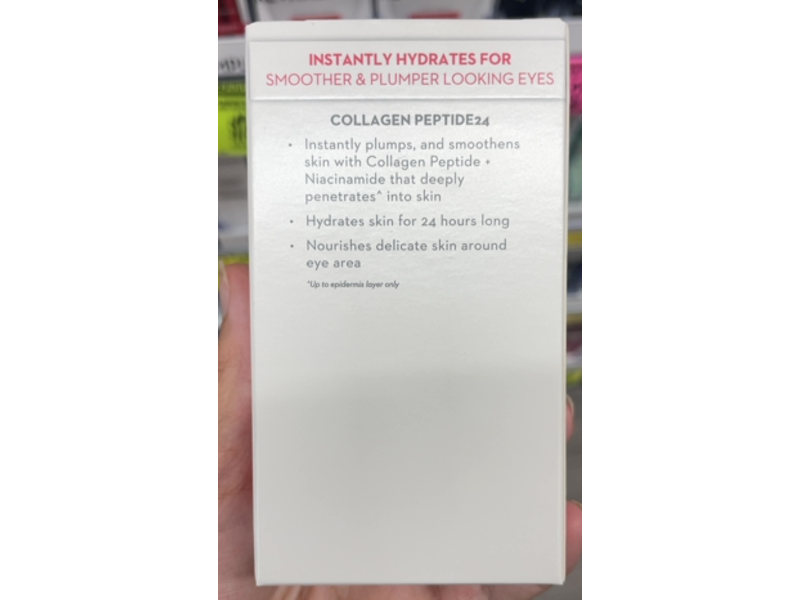 INSTANTLY HYDRATES FOR
SMOOTHER & PLUMPER LOOKING EYES
COLLAGEN PEPTIDE24
• Instantly plumps, and smoothens
skin with Collagen Peptide +
Niacinamide that deeply
penetrates^ into skin
• Hydrates skin for 24 hours long
• Nourishes delicate skin around
eye area
^Up to epidermis layer only